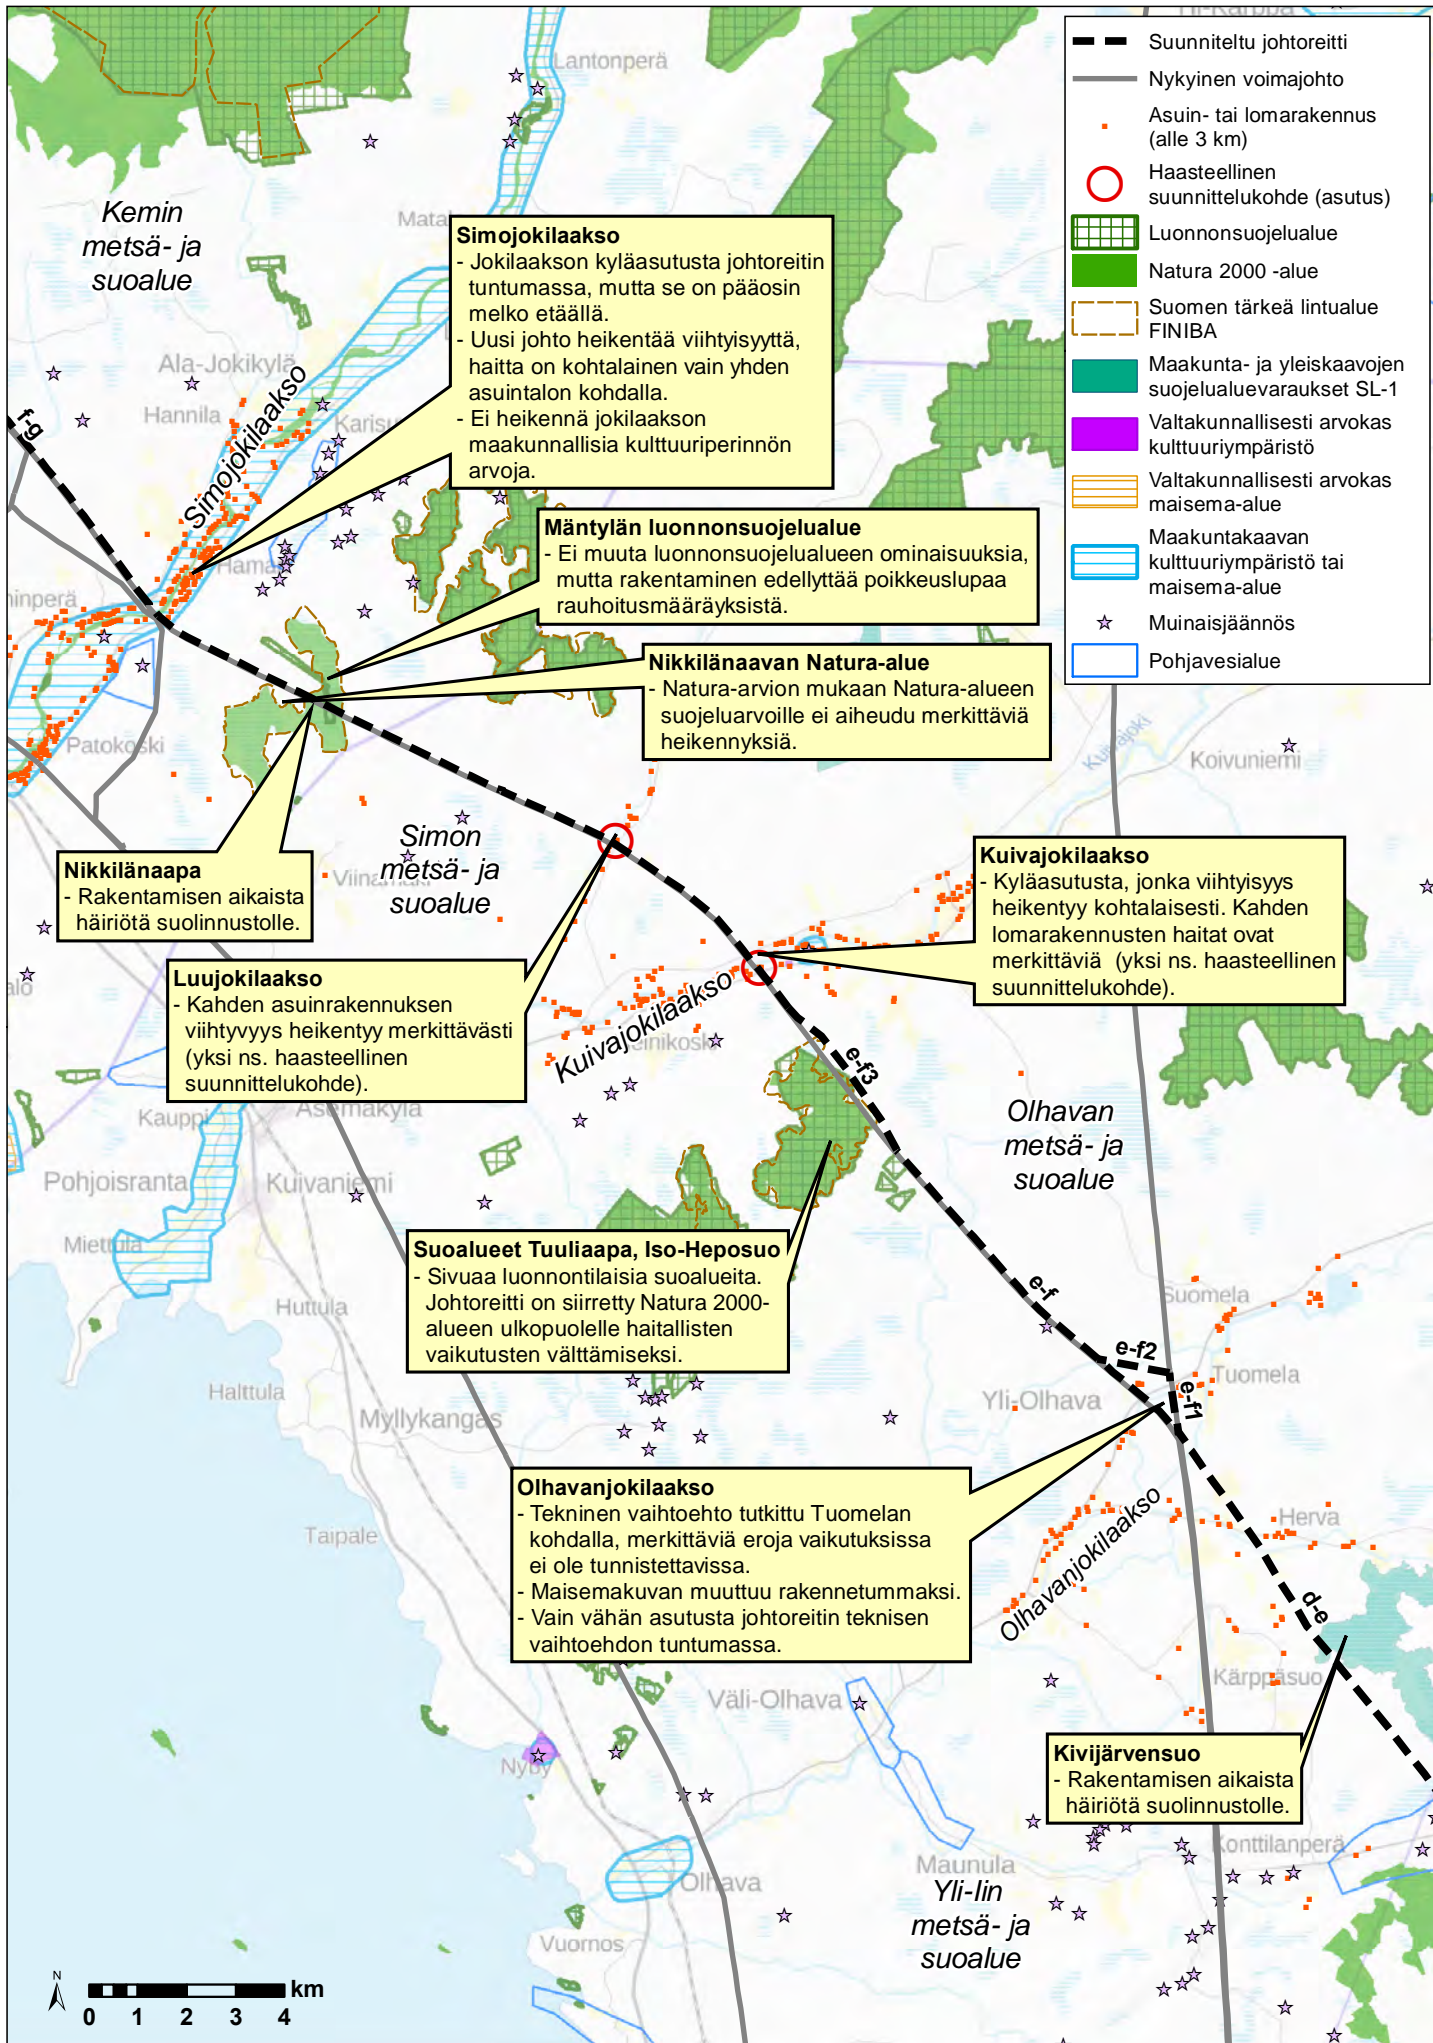 Lantonperä
Kemin
metsä- ja
suoalue
Ala-Jokikylä
Hannila
f-g
Simojokilaakso
Patokoski
Suunniteltu johtoreitti
Nykyinen voimajohto
Asuin- tai lomarakennus
(alle 3 km)
Haasteellinen
suunnittelukohde (asutus)
Luonnonsuojelualue
Natura 2000 -alue
Suomen tärkeä lintualue
FINIBA
Maakunta- ja yleiskaavojen
suojelualuevaraukset SL-1
Valtakunnallisesti arvokas
kulttuuriympäristö
Valtakunnallisesti arvokas
maisema-alue
Maakuntakaavan
kulttuuriympäristö tai
maisema-alue
Muinaisjäännös
Pohjavesialue
Simojokilaakso
- Jokilaakson kyläasutusta johtoreitin
tuntumassa, mutta se on pääosin
melko etäällä.
- Uusi johto heikentää viihtyisyyttä,
haitta on kohtalainen vain yhden
asuintalon kohdalla.
- Ei heikennä jokilaakson
maakunnallisia kulttuuriperinnön
arvoja.
Mäntylän luonnonsuojelualue
- Ei muuta luonnonsuojelualueen ominaisuuksia,
mutta rakentaminen edellyttää poikkeuslupaa
rauhoitusmääräyksistä.
Nikkilänaavan Natura-alue
- Natura-arvion mukaan Natura-alueen
suojeluarvoille ei aiheudu merkittäviä
heikennyksiä.
Kuivajoki
Koivuniemi
Nikkilänaapa
- Rakentamisen aikaista
häiriötä suolinnustolle.
Simon
metsä- ja
suoalue
Viinamäki
Kuivajokilaakso
- Kyläasutusta, jonka viihtyisyys
heikentyy kohtalaisesti. Kahden
lomarakennusten haitat ovat
merkittäviä (yksi ns. haasteellinen
suunnittelukohde).
Luujokilaakso
- Kahden asuinrakennuksen
viihtyvyys heikentyy merkittävästi
(yksi ns. haasteellinen
suunnittelukohde).
Kuivajokilaakso
e-f3
Kauppi
Asemakylä
Pohjoisranta
Kuivaniemi
Miettula
Olhavan
metsä- ja
suoalue
Suoalueet Tuuliaapa, Iso-Heposuo
- Sivuaa luonnontilaisia suoalueita.
Johtoreitti on siirretty Natura 2000-
alueen ulkopuolelle haitallisten
vaikutusten välttämiseksi.
Huttula
e-f
Suomela
e-f2
Tuomela
e-f1
Halttula
Myllykangas
Yli-Olhava
Olhavanjokilaakso
- Tekninen vaihtoehto tutkittu Tuomelan
kohdalla, merkittäviä eroja vaikutuksissa
ei ole tunnistettavissa.
- Maisemakuvan muuttuu rakennetummaksi.
- Vain vähän asutusta johtoreitin teknisen
vaihtoehdon tuntumassa.
Taipale
Olhavanjokilaakso
Herva
d-e
Kärppäsuo
Väli-Olhava
Nyby
Kivijärvensuo
- Rakentamisen aikaista
häiriötä suolinnustolle.
Konttilanperä
Maunula
Olhava
Yli-Iin
metsä- ja
suoalue
Vuornos
N
km
0 1 2 3 4